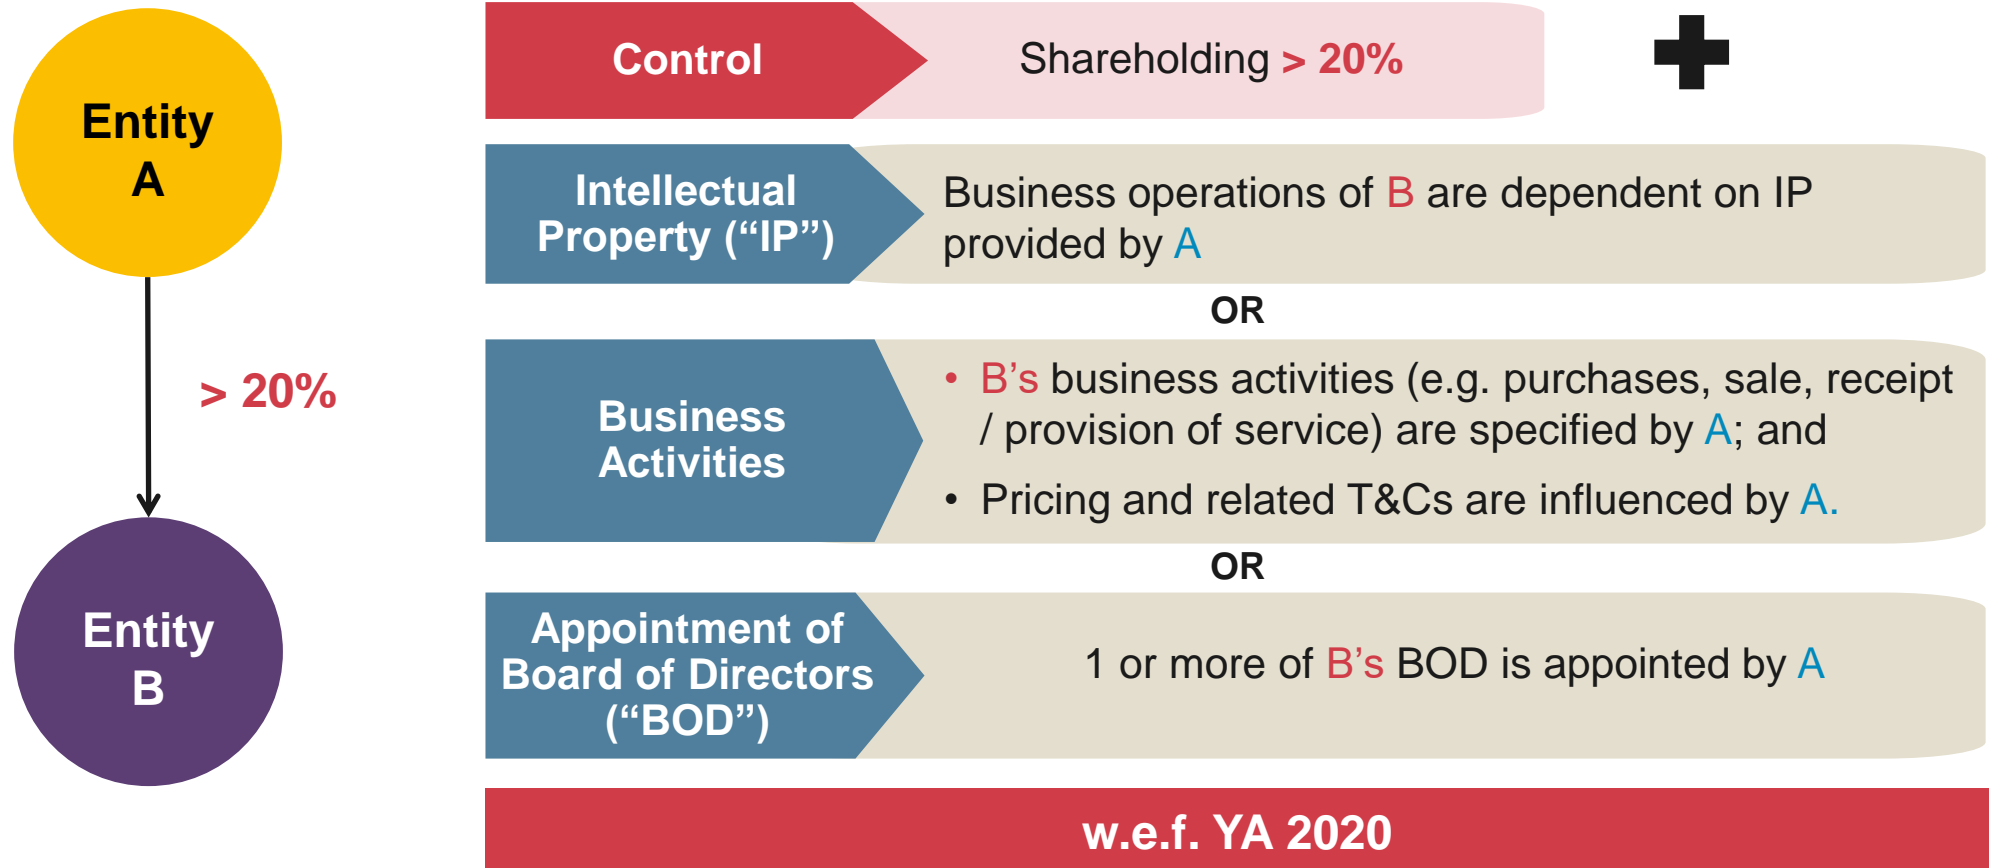 Entity
A
> 20%
Entity
B
Control
Shareholding > 20%
Intellectual
Property (“IP”)
Business operations of B are dependent on IP
provided by A
OR
Business
Activities
• B’s business activities (e.g. purchases, sale, receipt
/ provision of service) are specified by A; and
• Pricing and related T&Cs are influenced by A.
OR
Appointment of
Board of Directors
(“BOD”)
1 or more of B’s BOD is appointed by A
w.e.f. YA 2020